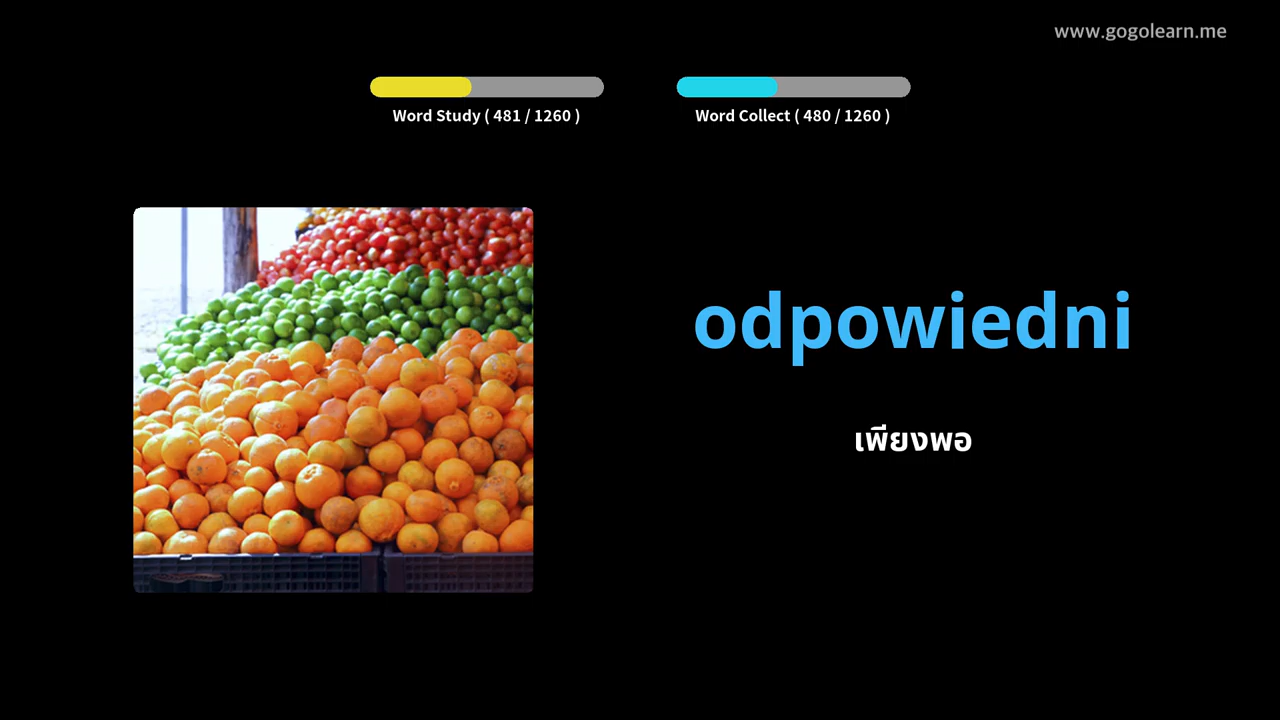 www.gogolearn.me
Word Study ( 481 / 1260 )
Word Collect ( 480 / 1260 )
odpowiedni
เพียงพอ